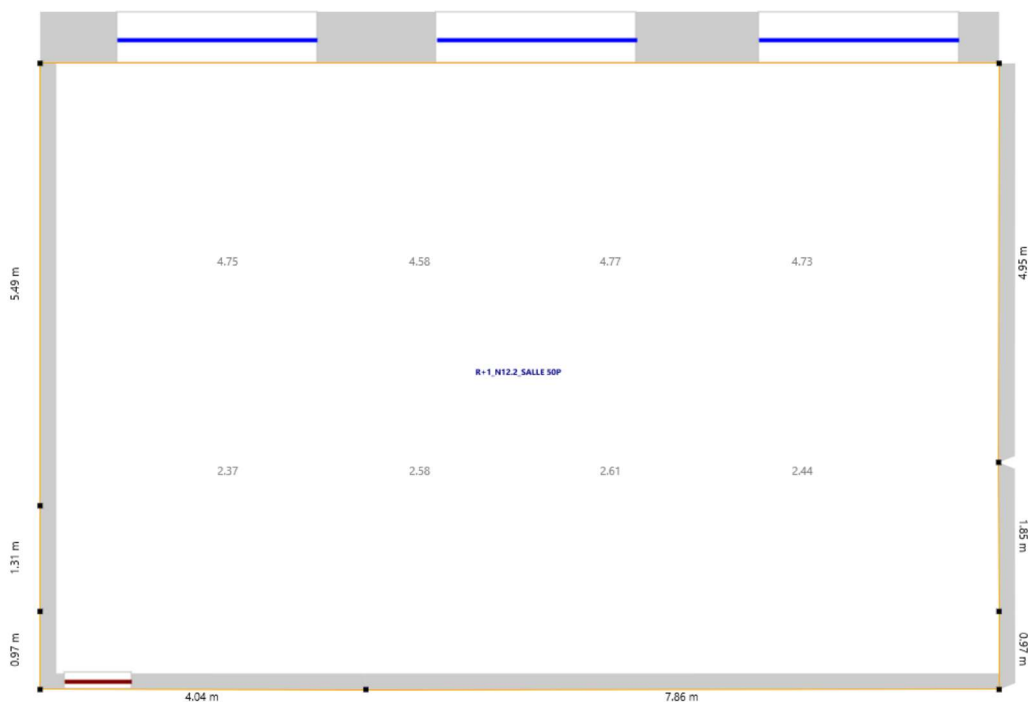 5.49 m
4.95 m
4.75 4.58 4.77 4.73
R+1_N12.2_SALLE 50P
2.37 2.58 2.61 2.44
1.31 m
1.85 m
0.97 m
0.97 m
4.04 m 7.86 m